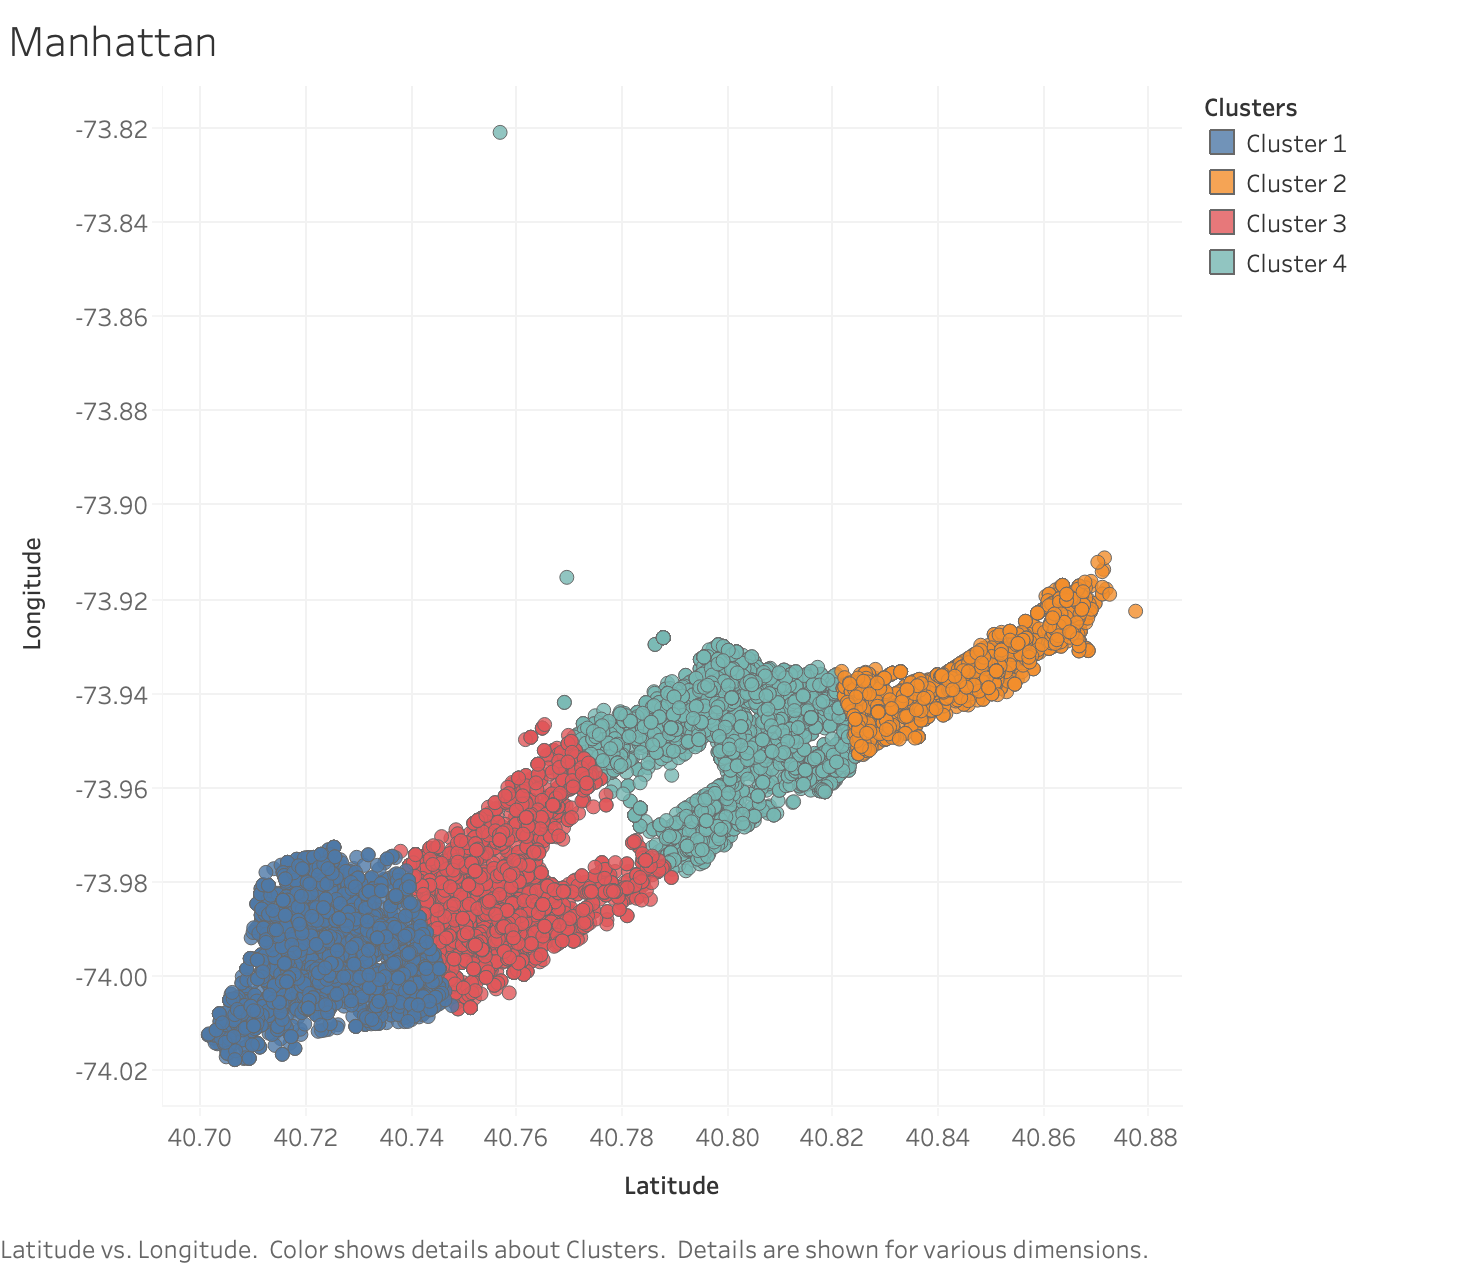 Manhattan
Clusters
Cluster 1
Cluster 2
Cluster 3
Cluster 4
-73.82
-73.84
-73.86
-73.88
-73.90
-73.92
-73.94
-73.96
-73.98
-74.00
-74.02
Longitude
40.70 40.72 40.74 40.76 40.78 40.80 40.82 40.84 40.86 40.88
Latitude
Latitude vs. Longitude. Color shows details about Clusters. Details are shown for various dimensions.